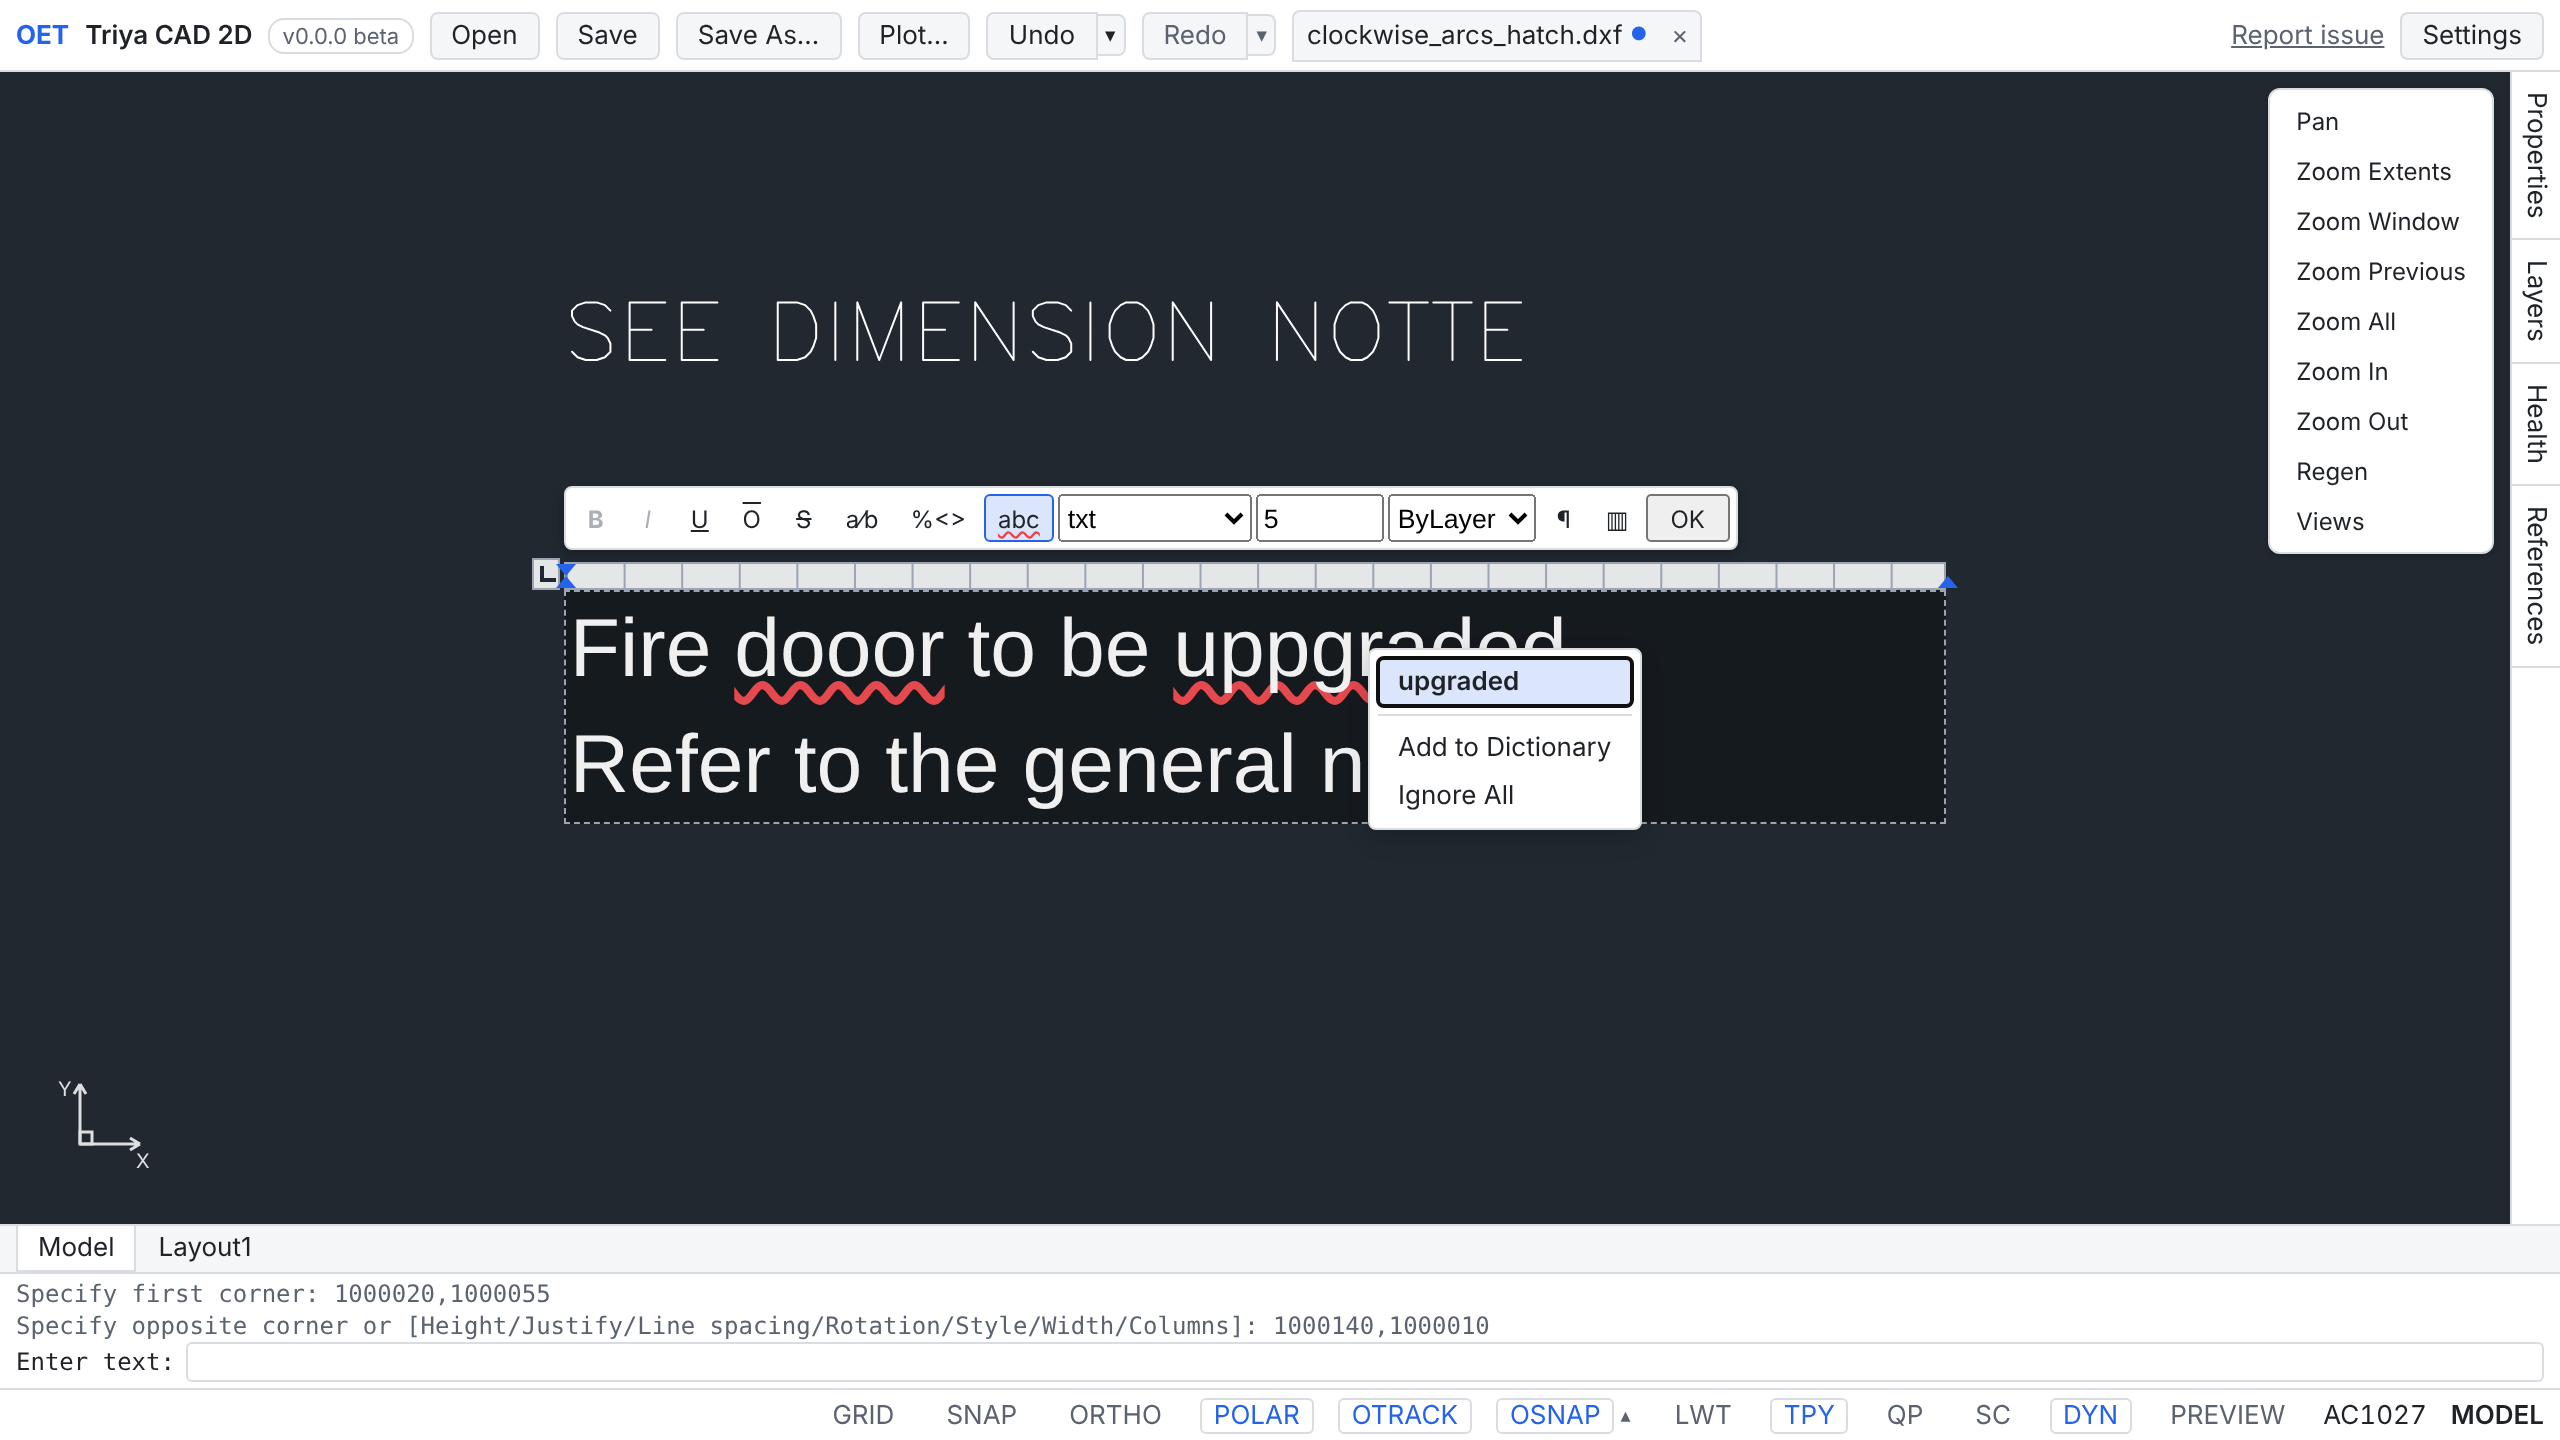 OET Triya CAD 2D v0.0.0 beta Open Save Save As... Plot... Undo ▾ Redo ▾ clockwise_arcs_hatch.dxf × Report issue Settings
Pan
Zoom Extents
Zoom Window
Zoom Previous
Zoom All
Zoom In
Zoom Out
Regen
Views
Properties
Layers
Health
References
SEE DIMENSION NOTTE
B I U O S a/b %<> abc txt 5 ByLayer ¶ OK
L
Fire dooor to be uppgraded
Refer to the general n
upgraded
Add to Dictionary
Ignore All
Y
X
Model Layout1
Specify first corner: 1000020,1000055
Specify opposite corner or [Height/Justify/Line spacing/Rotation/Style/Width/Columns]: 1000140,1000010
Enter text:
GRID SNAP ORTHO POLAR OTRACK OSNAP ▴ LWT TPY QP SC DYN PREVIEW AC1027 MODEL